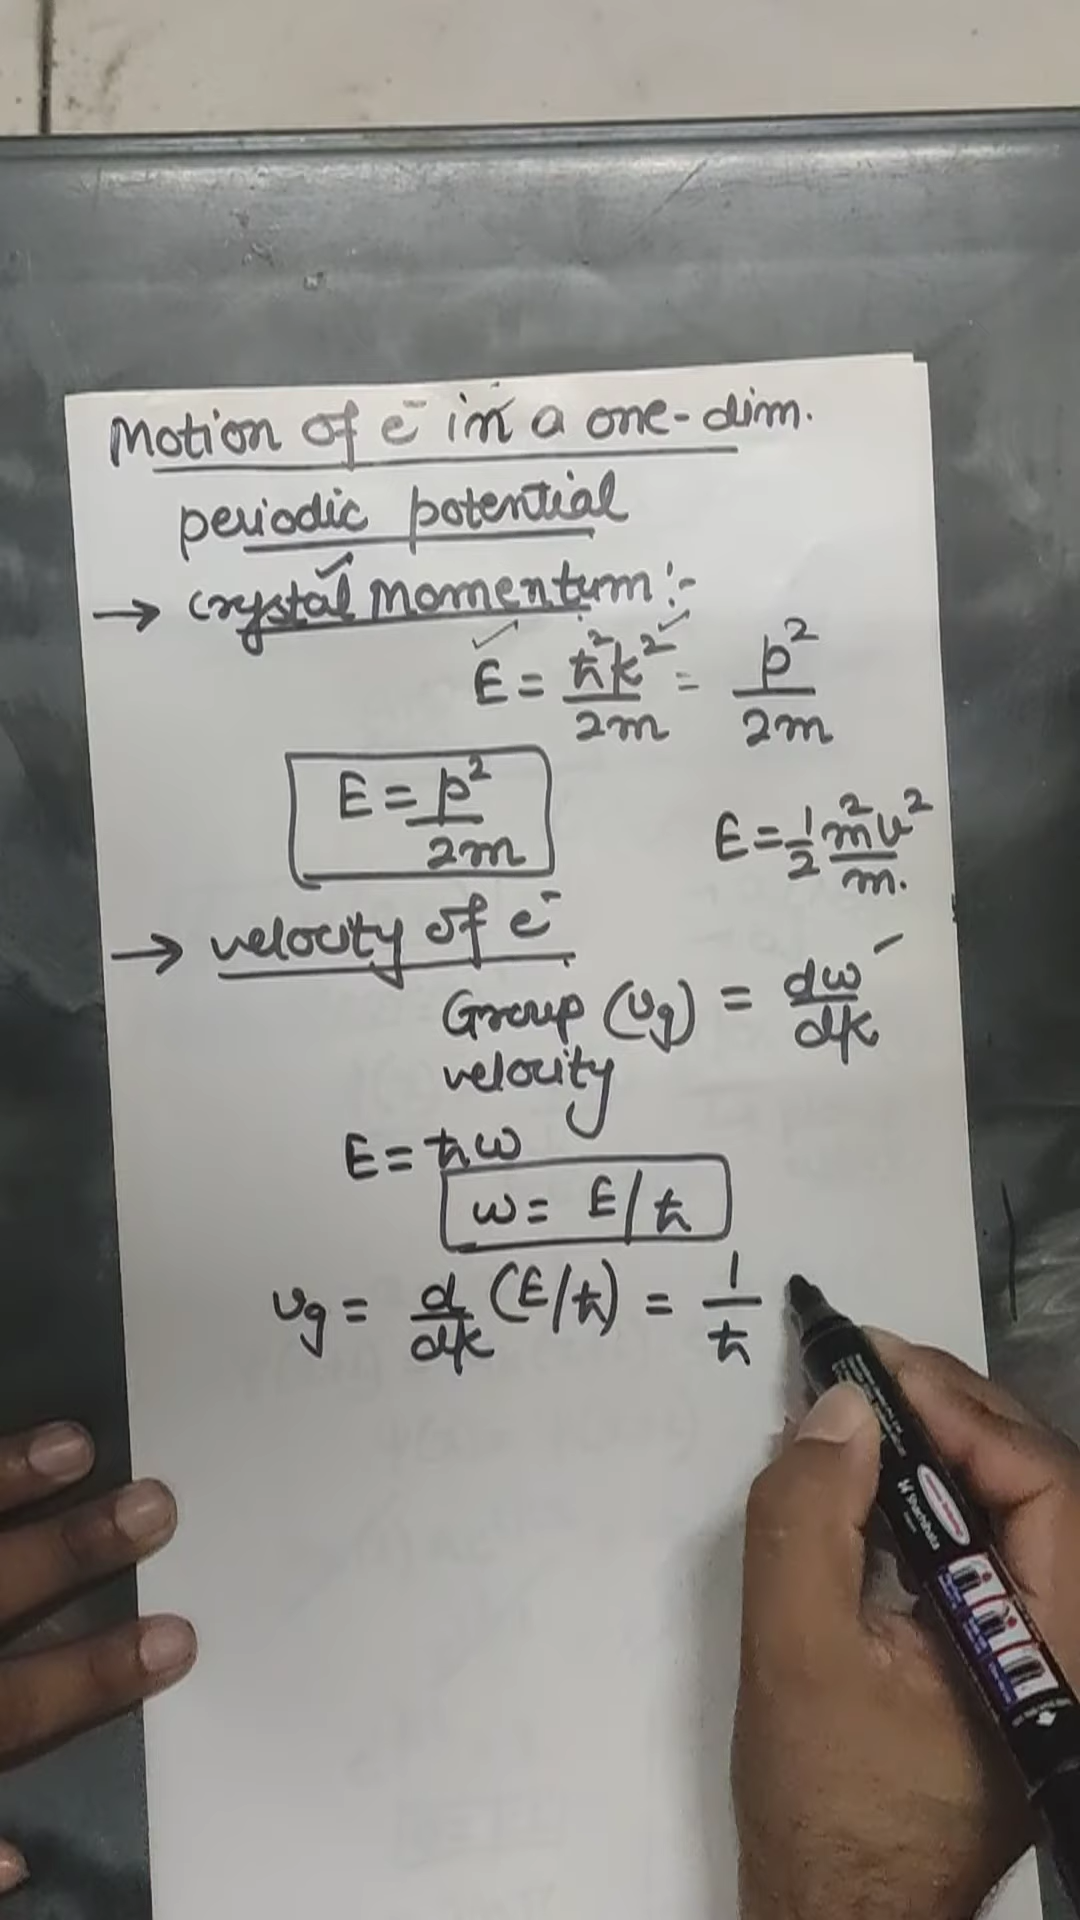 Motion of e⁻ in a one-dim.
periodic potential
→ crystal momentum :-
E = ħ²k²/2m = p²/2m
E = p²/2m
E = 1/2 m²v²/m.
→ velocity of e⁻
Group (vg) = dω/dk
velocity
E = ħω
ω = E/ħ
vg = d/dk (E/ħ) = 1/ħ
Shachihata